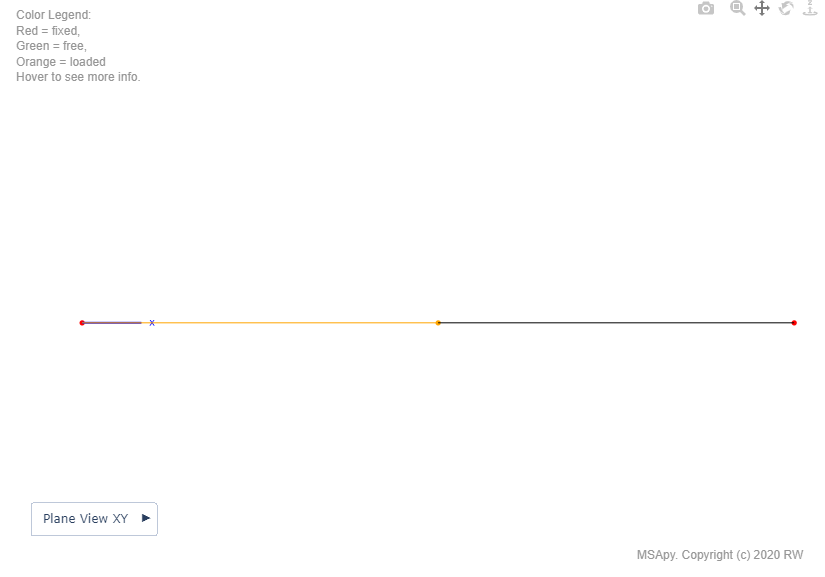 Color Legend:
Red = fixed,
Green = free,
Orange = loaded
Hover to see more info.
z
x
Plane View XY ►
MSApy. Copyright (c) 2020 RW